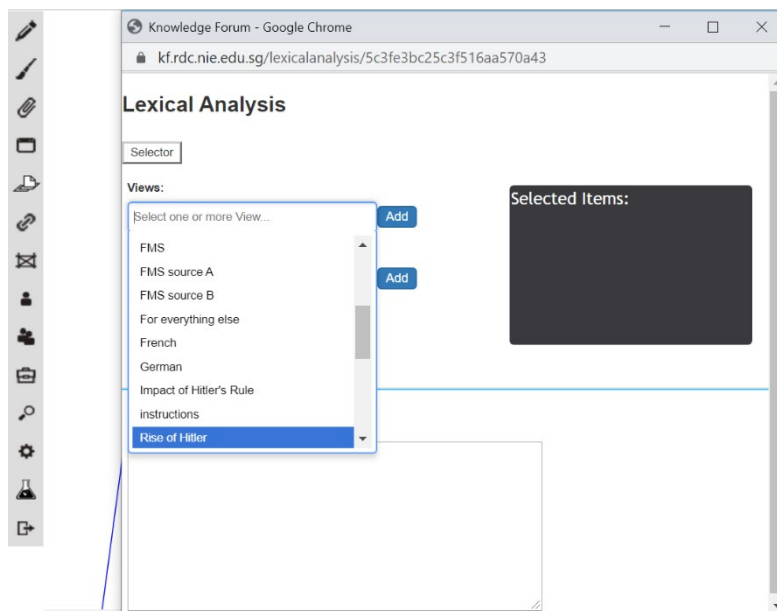 Knowledge Forum - Google Chrome
kf.rdc.nie.edu.sg/lexicalanalysis/5c3fe3bc25c3f516aa570a43
Lexical Analysis
Selector
Views:
Select one or more View...
Add
Selected Items:
FMS
FMS source A
Add
FMS source B
For everything else
French
German
Impact of Hitler's Rule
instructions
Rise of Hitler